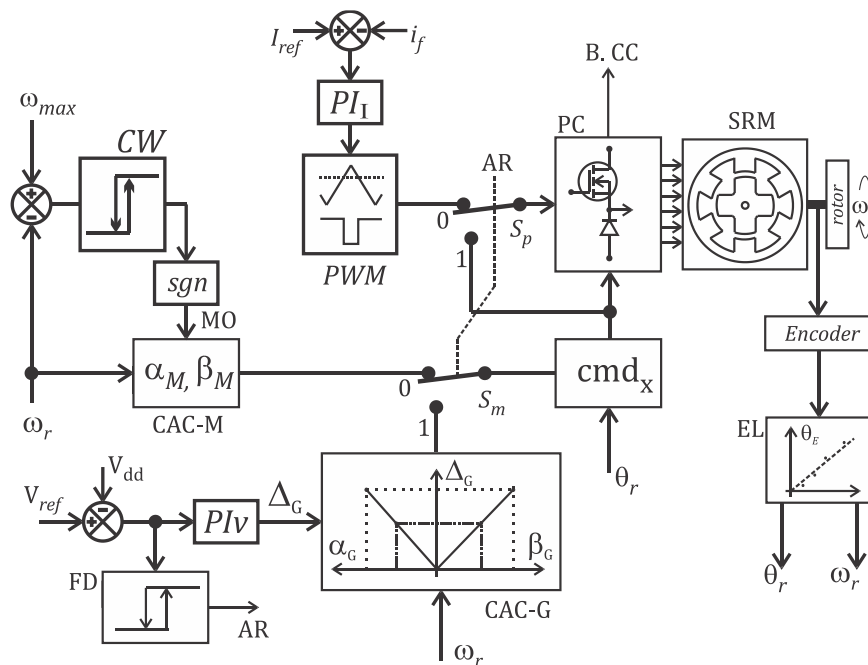 I_ref
+
-
i_f
B. CC
ω_max
PI_I
CW
PC
SRM
AR
+
-
0
S_p
rotor
ω
1
PWM
sgn
MO
Encoder
α_M, β_M
0
S_m
cmd_x
ω_r
CAC-M
1
EL
θ_E
V_dd
θ_r
V_ref
Δ_G
Δ_G
+
-
PIv
α_G
β_G
FD
θ_r
ω_r
AR
CAC-G
ω_r